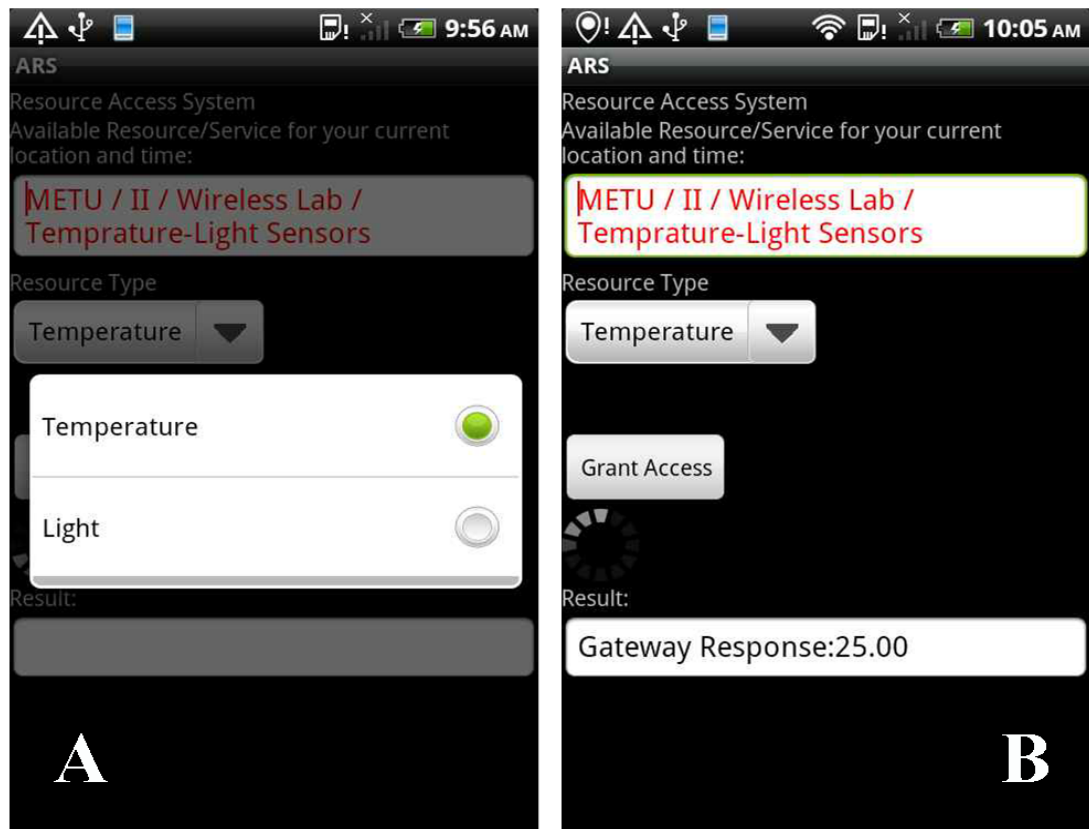 9:56 AM
ARS
Resource Access System
Available Resource/Service for your current
location and time:
METU / II / Wireless Lab /
Temprature-Light Sensors
Resource Type
Temperature
Temperature
Light
Result:
A
10:05 AM
ARS
Resource Access System
Available Resource/Service for your current
location and time:
METU / II / Wireless Lab /
Temprature-Light Sensors
Resource Type
Temperature
Grant Access
Result:
Gateway Response:25.00
B